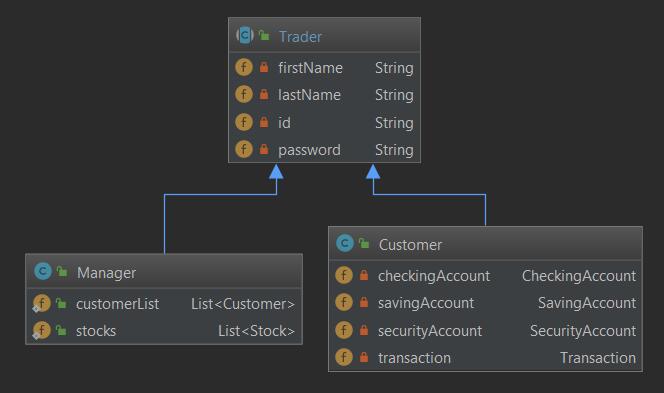 Trader
firstName String
lastName String
id String
password String
Manager
customerList List<Customer>
stocks List<Stock>
Customer
checkingAccount CheckingAccount
savingAccount SavingAccount
securityAccount SecurityAccount
transaction Transaction